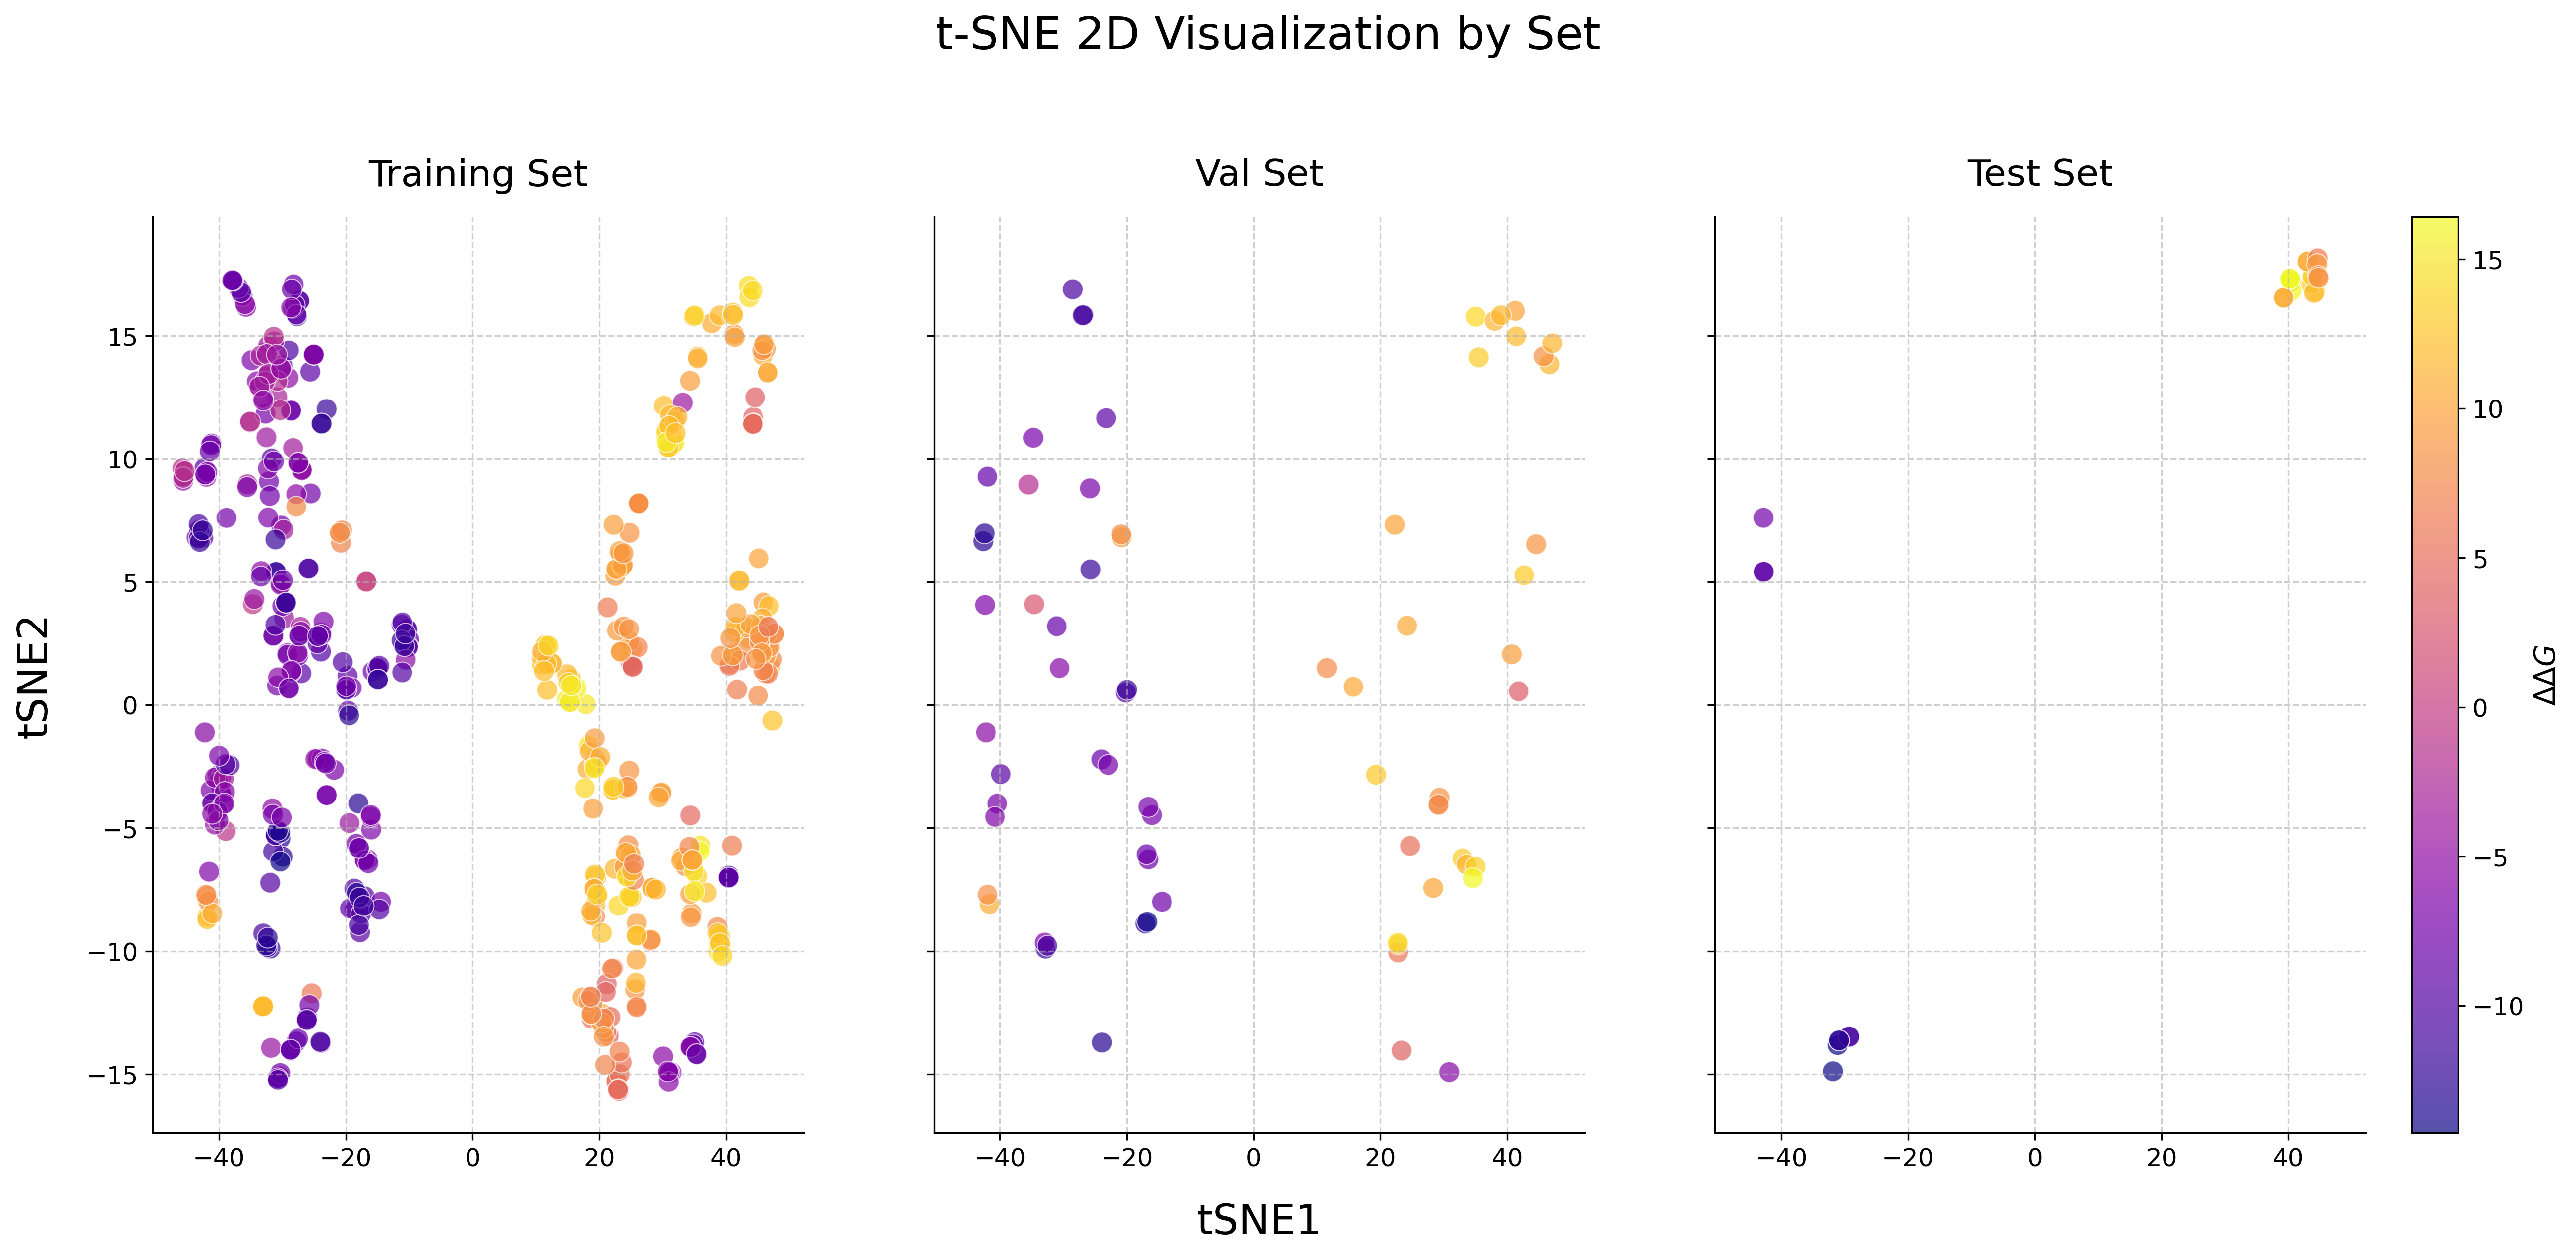 t-SNE 2D Visualization by Set
Training Set
Val Set
Test Set
tSNE2
15
10
5
0
−5
−10
−15
−40 −20 0 20 40
−40 −20 0 20 40
−40 −20 0 20 40
tSNE1
15
10
5
0
−5
−10
ΔΔG